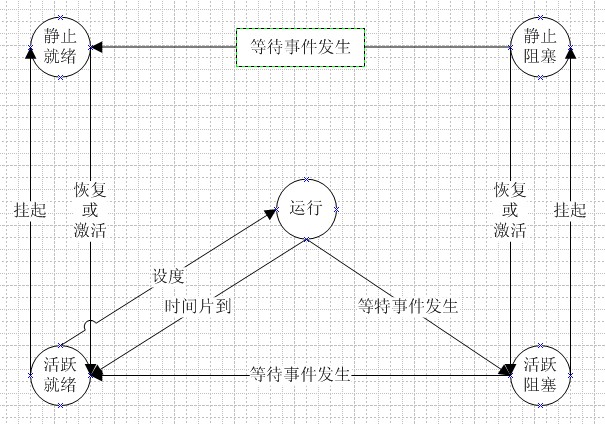 静止
就绪
等待事件发生
静止
阻塞
挂起
恢复
或
激活
运行
恢复
或
激活
挂起
设度
时间片到
等特事件发生
活跃
就绪
等待事件发生
活跃
阻塞